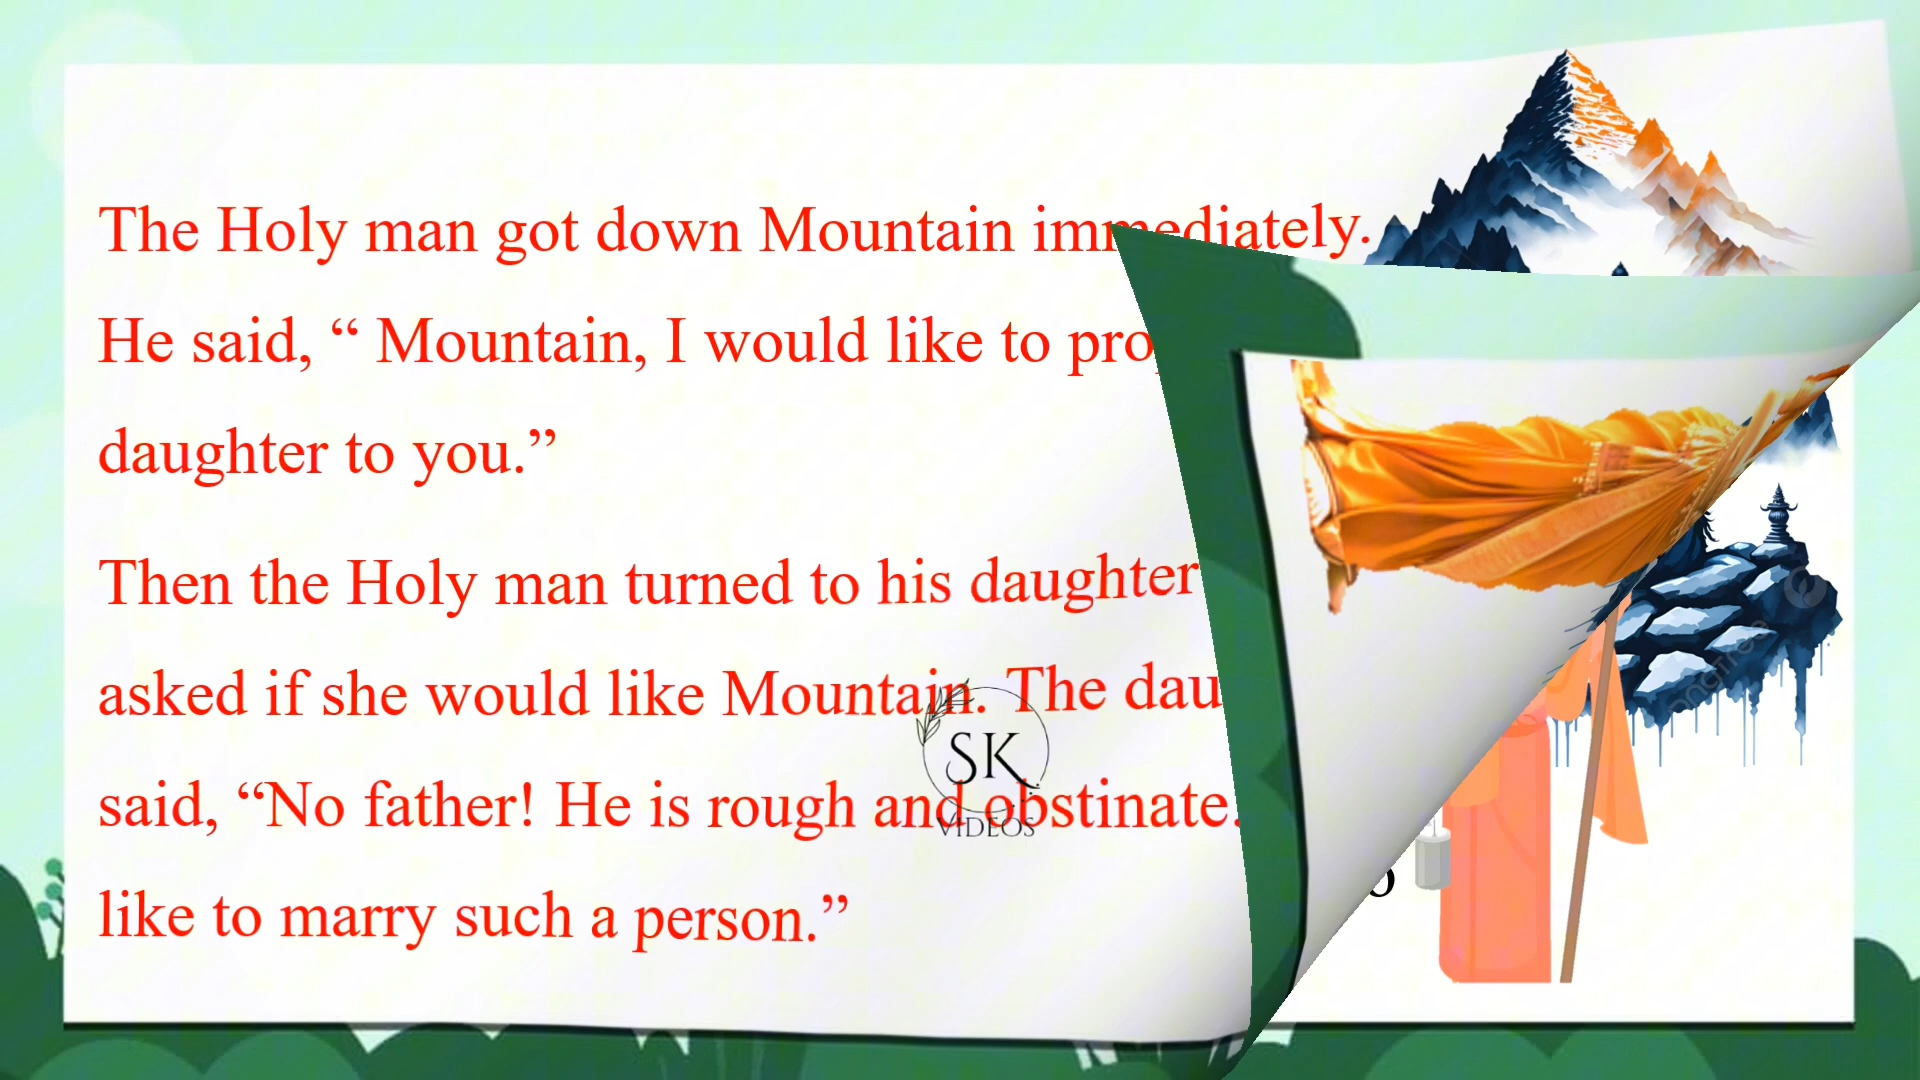 The Holy man got down Mountain immediately.
He said, “ Mountain, I would like to
daughter to you.”
Then the Holy man turned to his daughter
asked if she would like Mountain. The
said, “No father! He is rough and obstinate.
like to marry such a person.”
SK
VIDEOS